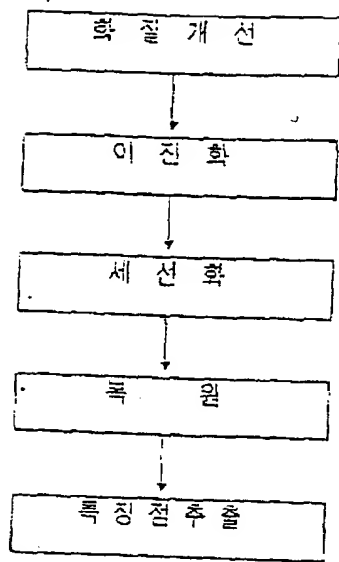 화 질 개 선
이 진 화
세 선 화
복 원
특 징 점 추 출